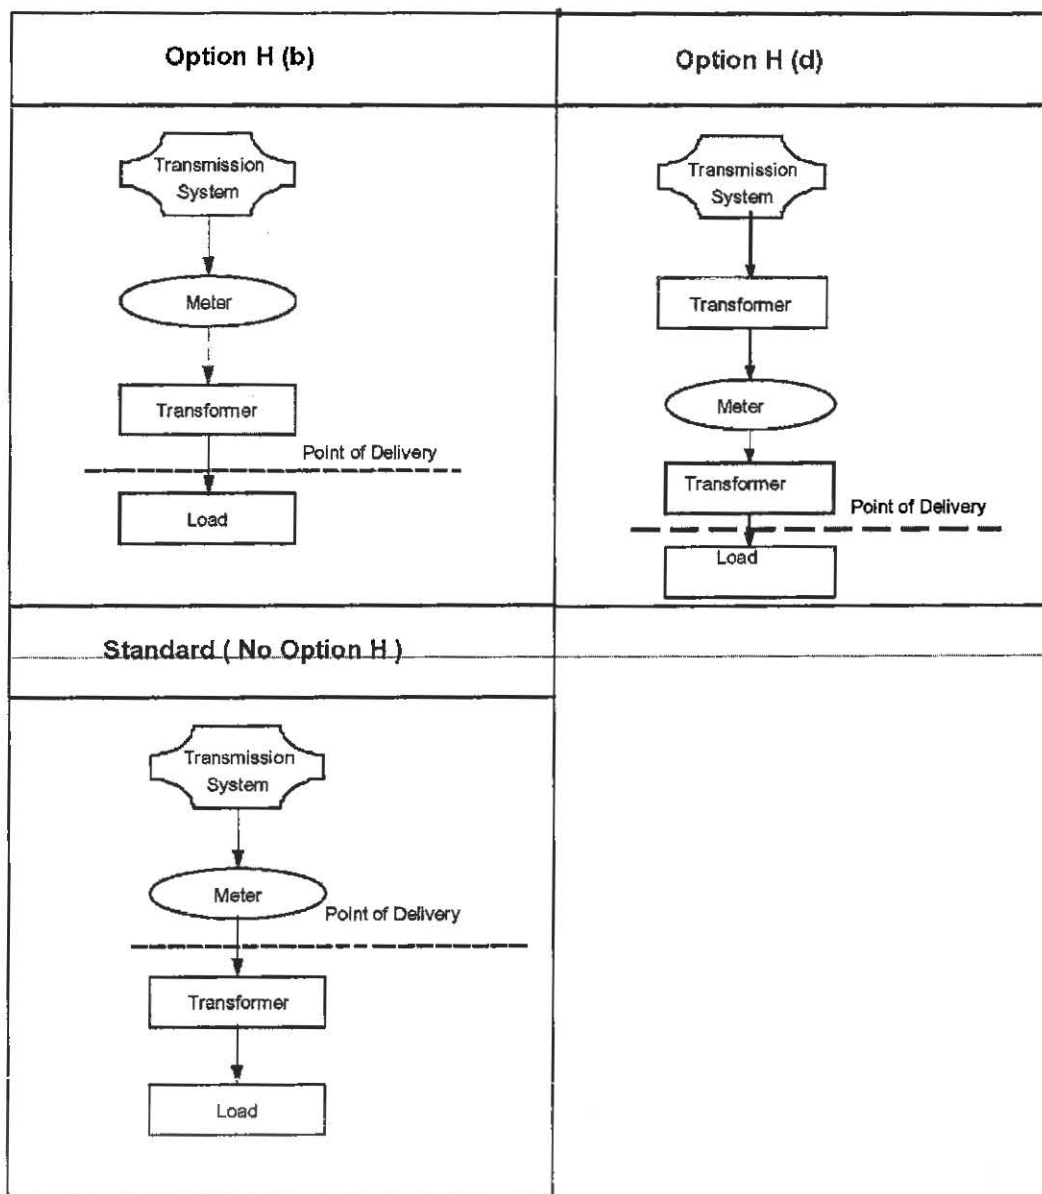 Option H (b)
Transmission
System
Meter
Transformer
Point of Delivery
Load
Option H (d)
Transmission
System
Transformer
Meter
Transformer
Point of Delivery
Load
Standard ( No Option H )
Transmission
System
Meter
Point of Delivery
Transformer
Load